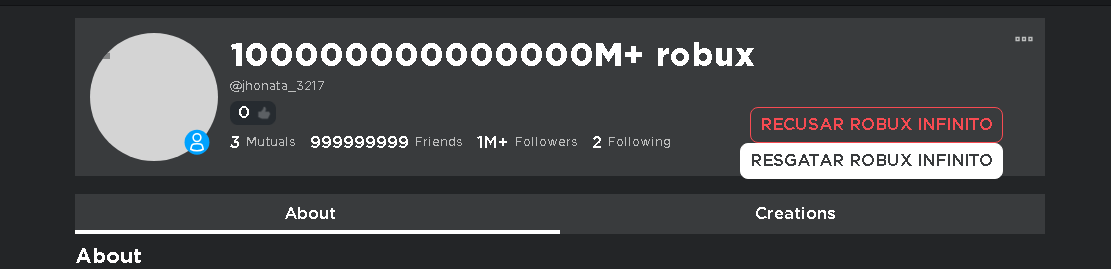 1000000000000000M+ robux
@jhonata_3217
0
3 Mutuals 999999999 Friends 1M+ Followers 2 Following
RECUSAR ROBUX INFINITO
RESGATAR ROBUX INFINITO
About Creations
About